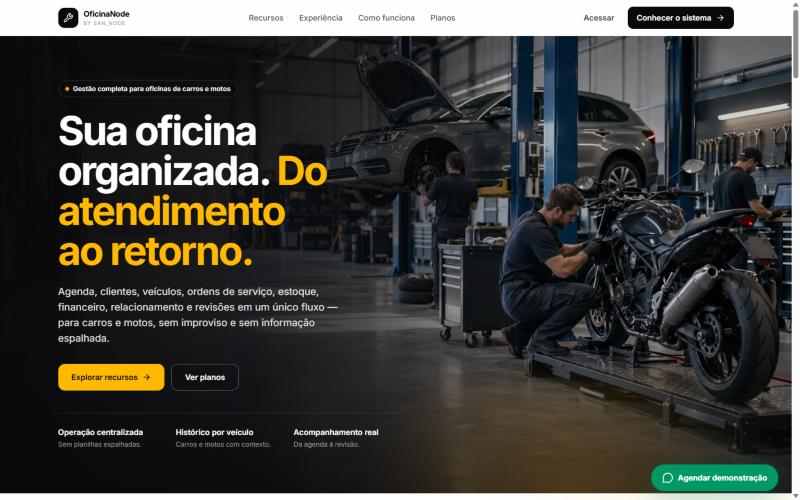 OficinaNode
BY SAN_NODE
Recursos
Experiência
Como funciona
Planos
Acessar
Conhecer o sistema →
Gestão completa para oficinas de carros e motos
Sua oficina
organizada. Do
atendimento
ao retorno.
Agenda, clientes, veículos, ordens de serviço, estoque,
financeiro, relacionamento e revisões em um único fluxo —
para carros e motos, sem improviso e sem informação
espalhada.
Explorar recursos →
Ver planos
Operação centralizada
Sem planilhas espalhadas.
Histórico por veículo
Carros e motos com contexto.
Acompanhamento real
Da agenda à revisão.
Agendar demonstração